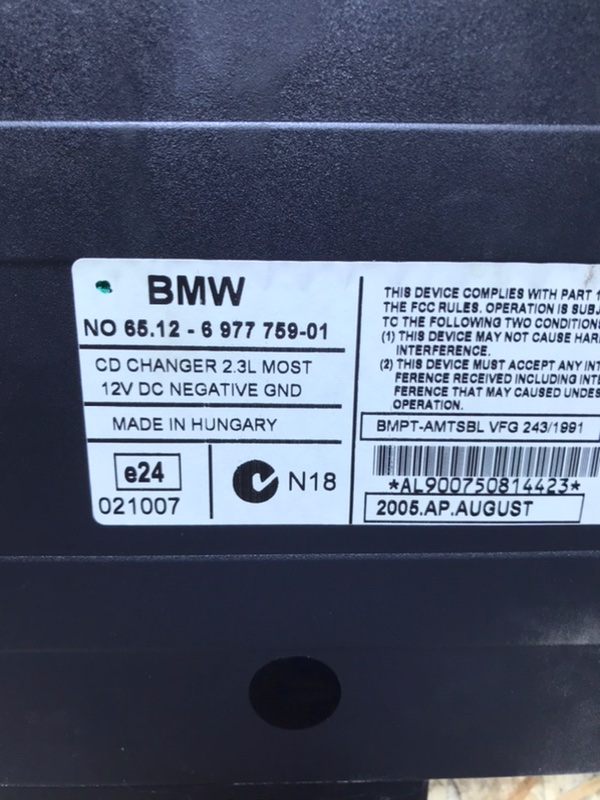 BMW
NO 65.12 - 6 977 759-01
CD CHANGER 2.3L MOST
12V DC NEGATIVE GND
MADE IN HUNGARY
e24
021007
N18
THIS DEVICE COMPLIES WITH PART 1
THE FCC RULES. OPERATION IS SUBJ
TO THE FOLLOWING TWO CONDITION
(1) THIS DEVICE MAY NOT CAUSE HAR
INTERFERENCE.
(2) THIS DEVICE MUST ACCEPT ANY INT
FERENCE RECEIVED INCLUDING INTE
FERENCE THAT MAY CAUSED UNDES
OPERATION.
BMPT-AMTSBL VFG 243/1991
*AL900750814423*
2005.AP.AUGUST